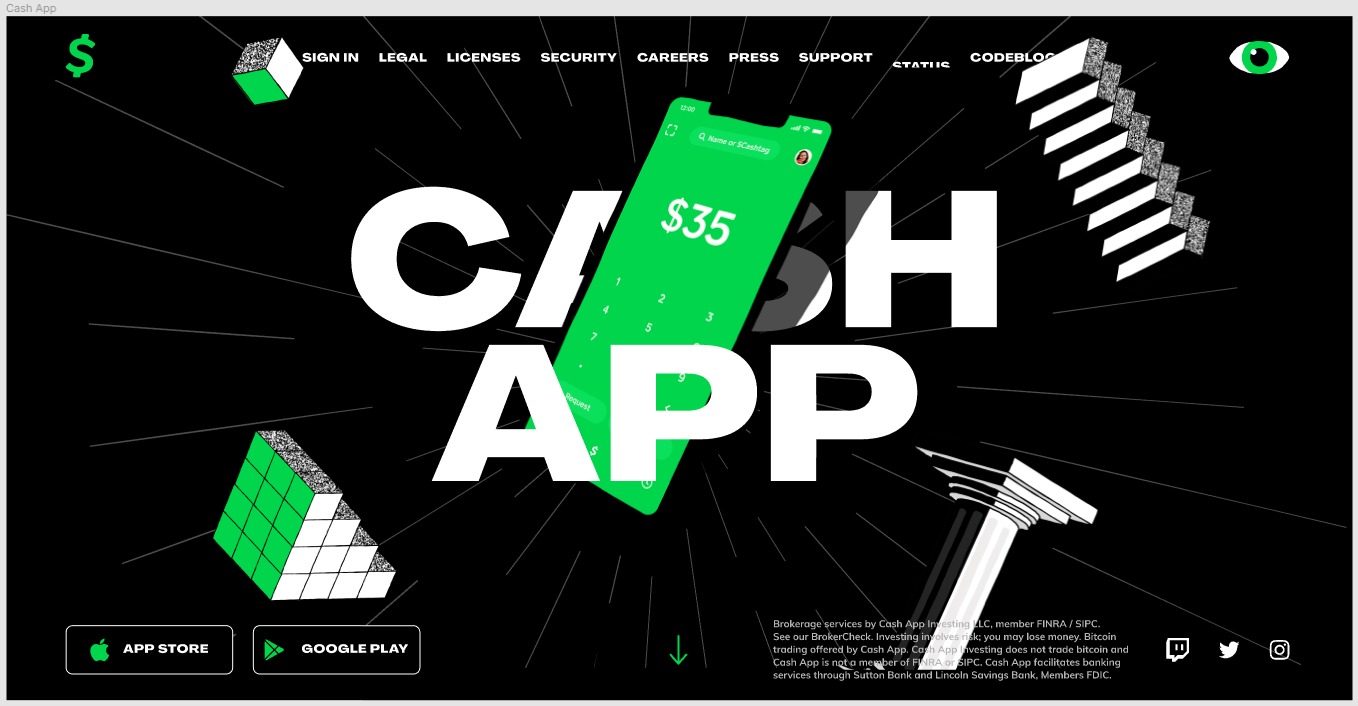 Cash App
$
SIGN IN LEGAL LICENSES SECURITY CAREERS PRESS SUPPORT STATUS
12:00
Name or $Cashtag
$35
CASH
1 2 3
4 5
7
9
APP
Request
$
APP STORE
GOOGLE PLAY
Brokerage services by Cash App Investing LLC, member FINRA / SIPC.
See our BrokerCheck. Investing involves risk; you may lose money. Bitcoin
trading offered by Cash App. Cash App Investing does not trade bitcoin and
Cash App is not a member of FINRA or SIPC. Cash App facilitates banking
services through Sutton Bank and Lincoln Savings Bank, Members FDIC.